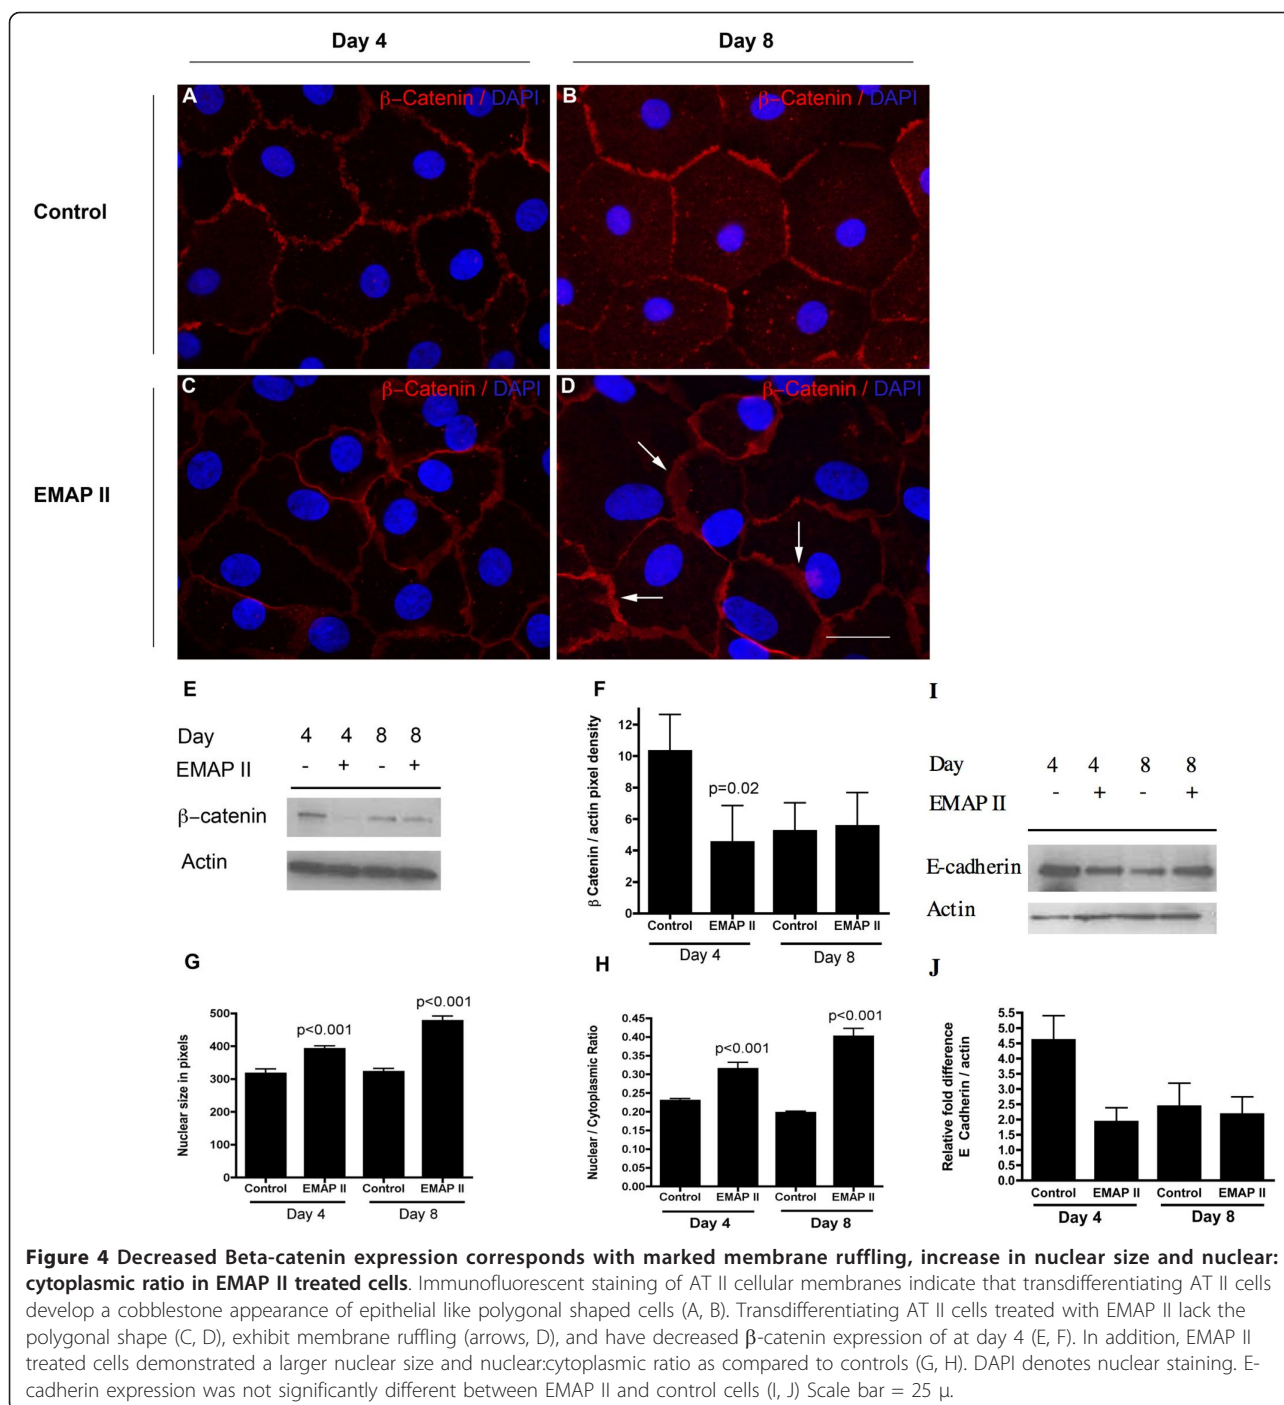 Day 4
Day 8
Control
EMAP II
A
β–Catenin / DAPI
B
β–Catenin / DAPI
C
β–Catenin / DAPI
D
β–Catenin / DAPI
E
Day 4 4 8 8
EMAP II - + - +
β–catenin
Actin
F
β Catenin / actin pixel density
12
10
8
6
4
2
0
p=0.02
Control EMAP II Control EMAP II
Day 4 Day 8
I
Day 4 4 8 8
EMAP II - + - +
E-cadherin
Actin
G
Nuclear size in pixels
500
400
300
200
100
0
p<0.001
p<0.001
Control EMAP II Control EMAP II
Day 4 Day 8
H
Nuclear / Cytoplasmic Ratio
0.45
0.40
0.35
0.30
0.25
0.20
0.15
0.10
0.05
0.00
p<0.001
p<0.001
Control EMAP II Control EMAP II
Day 4 Day 8
J
Relative fold difference
E Cadherin / actin
5.5
5.0
4.5
4.0
3.5
3.0
2.5
2.0
1.5
1.0
0.5
0.0
Control EMAP II Control EMAP II
Day 4 Day 8
Figure 4 Decreased Beta-catenin expression corresponds with marked membrane ruffling, increase in nuclear size and nuclear:
cytoplasmic ratio in EMAP II treated cells. Immunofluorescent staining of AT II cellular membranes indicate that transdifferentiating AT II cells
develop a cobblestone appearance of epithelial like polygonal shaped cells (A, B). Transdifferentiating AT II cells treated with EMAP II lack the
polygonal shape (C, D), exhibit membrane ruffling (arrows, D), and have decreased β-catenin expression of at day 4 (E, F). In addition, EMAP II
treated cells demonstrated a larger nuclear size and nuclear:cytoplasmic ratio as compared to controls (G, H). DAPI denotes nuclear staining. E-
cadherin expression was not significantly different between EMAP II and control cells (I, J) Scale bar = 25 μ.